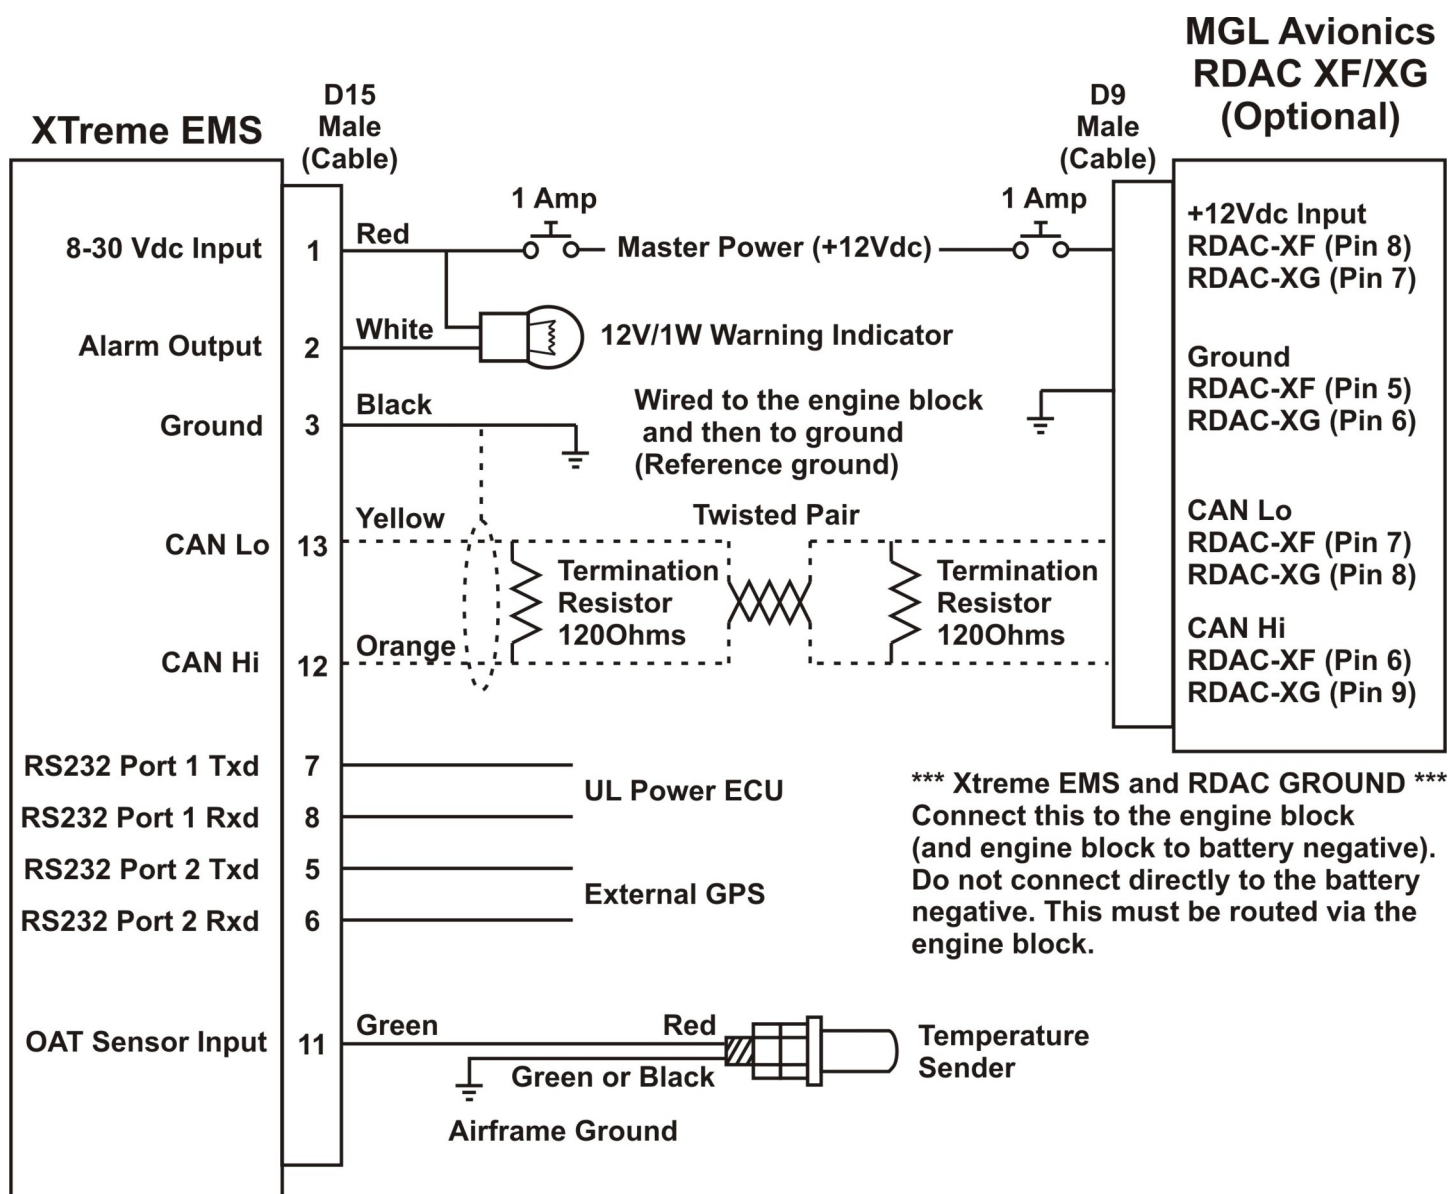 MGL Avionics
RDAC XF/XG
(Optional)
XTreme EMS
D15
Male
(Cable)
D9
Male
(Cable)
8-30 Vdc Input
1
Red
1 Amp
Master Power (+12Vdc)
1 Amp
+12Vdc Input
RDAC-XF (Pin 8)
RDAC-XG (Pin 7)
Alarm Output
2
White
12V/1W Warning Indicator
Ground
3
Black
Wired to the engine block
and then to ground
(Reference ground)
Ground
RDAC-XF (Pin 5)
RDAC-XG (Pin 6)
CAN Lo
13
Yellow
Twisted Pair
CAN Lo
RDAC-XF (Pin 7)
RDAC-XG (Pin 8)
Termination
Resistor
120Ohms
Termination
Resistor
120Ohms
CAN Hi
12
Orange
CAN Hi
RDAC-XF (Pin 6)
RDAC-XG (Pin 9)
RS232 Port 1 Txd
7
RS232 Port 1 Rxd
8
UL Power ECU
RS232 Port 2 Txd
5
RS232 Port 2 Rxd
6
External GPS
*** Xtreme EMS and RDAC GROUND ***
Connect this to the engine block
(and engine block to battery negative).
Do not connect directly to the battery
negative. This must be routed via the
engine block.
OAT Sensor Input
11
Green
Red
Green or Black
Temperature
Sender
Airframe Ground